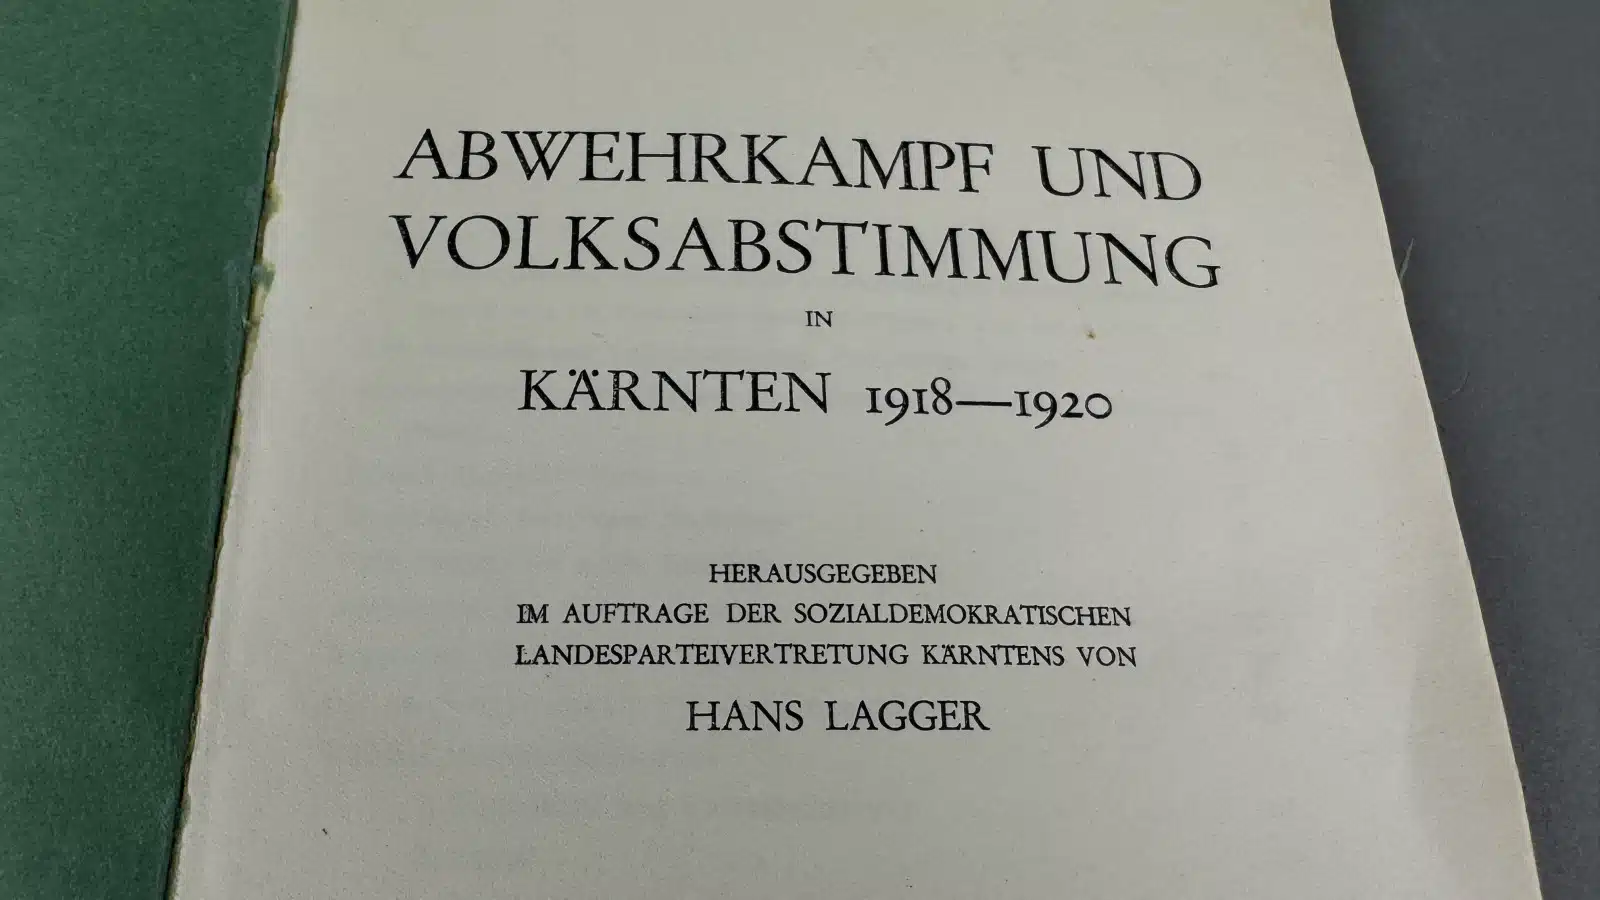 ABWEHRKAMPF UND
VOLKSABSTIMMUNG
IN
KÄRNTEN 1918—1920
HERAUSGEGEBEN
IM AUFTRAGE DER SOZIALDEMOKRATISCHEN
LANDESPARTEIVERTRETUNG KÄRNTENS VON
HANS LAGGER